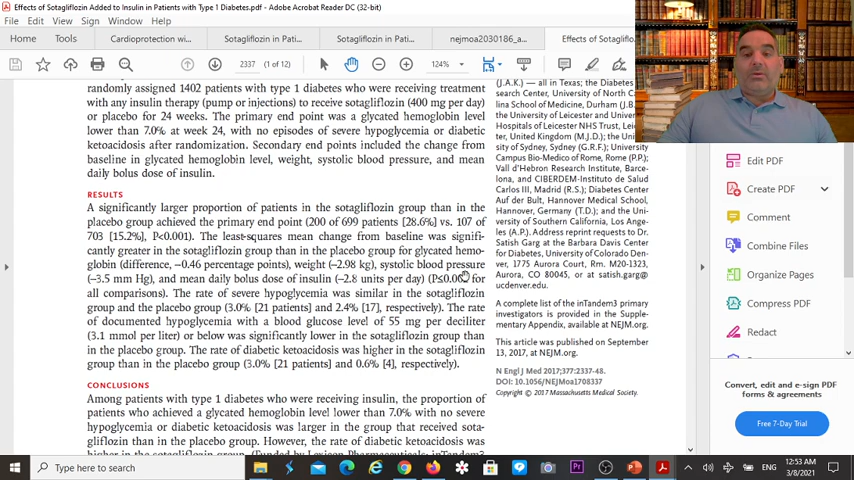 Effects of Sotagliflozin Added to Insulin in Patients with Type 1 Diabetes.pdf - Adobe Acrobat Reader DC (32-bit)
File Edit View Sign Window Help
Home Tools Cardioprotection wi... Sotagliflozin in Pati... Sotagliflozin in Pati... nejmoa2030186_a... Effects of Sotagliflo...
2337 (1 of 12) 124%
randomly assigned 1402 patients with type 1 diabetes who were receiving treatment
with any insulin therapy (pump or injections) to receive sotagliflozin (400 mg per day)
or placebo for 24 weeks. The primary end point was a glycated hemoglobin level
lower than 7.0% at week 24, with no episodes of severe hypoglycemia or diabetic
ketoacidosis after randomization. Secondary end points included the change from
baseline in glycated hemoglobin level, weight, systolic blood pressure, and mean
daily bolus dose of insulin.
RESULTS
A significantly larger proportion of patients in the sotagliflozin group than in the
placebo group achieved the primary end point (200 of 699 patients [28.6%] vs. 107 of
703 [15.2%], P<0.001). The least-squares mean change from baseline was signifi-
cantly greater in the sotagliflozin group than in the placebo group for glycated hemo-
globin (difference, −0.46 percentage points), weight (−2.98 kg), systolic blood pressure
(−3.5 mm Hg), and mean daily bolus dose of insulin (−2.8 units per day) for
all comparisons). The rate of severe hypoglycemia was similar in the sotagliflozin
group and the placebo group (3.0% [21 patients] and 2.4% [17], respectively). The rate
of documented hypoglycemia with a blood glucose level of 55 mg per deciliter
(3.1 mmol per liter) or below was significantly lower in the sotagliflozin group than
in the placebo group. The rate of diabetic ketoacidosis was higher in the sotagliflozin
group than in the placebo group (3.0% [21 patients] and 0.6% [4], respectively).
CONCLUSIONS
Among patients with type 1 diabetes who were receiving insulin, the proportion of
patients who achieved a glycated hemoglobin level lower than 7.0% with no severe
hypoglycemia or diabetic ketoacidosis was larger in the group that received sota-
gliflozin than in the placebo group. However, the rate of diabetic ketoacidosis was
higher in the sotagliflozin group. (Funded by Lexicon Pharmaceuticals; inTandem3
(J.A.K.) — all in Texas; the Diabetes
search Center, University of North Ca
lina School of Medicine, Durham (J.B.
the University of Leicester and Univers
Hospitals of Leicester NHS Trust, Leic
ter, United Kingdom (M.J.D.); the Univ
sity of Sydney, Sydney (G.R.F.); University
Campus Bio-Medico of Rome, Rome (P.P.);
Vall d'Hebron Research Institute, Barce-
lona, and CIBERDEM-Instituto de Salud
Carlos III, Madrid (R.S.); Diabetes Center
Auf der Bult, Hannover Medical School,
Hannover, Germany (T.D.); and the Uni-
versity of Southern California, Los Ange-
les (A.P.). Address reprint requests to Dr.
Satish Garg at the Barbara Davis Center
for Diabetes, University of Colorado Den-
ver, 1775 Aurora Court, Rm. M20-1323,
Aurora, CO 80045, or at satish.garg@
ucdenver.edu.
A complete list of the inTandem3 primary
investigators is provided in the Supple-
mentary Appendix, available at NEJM.org.
This article was published on September
13, 2017, at NEJM.org.
N Engl J Med 2017;377:2337-48.
DOI: 10.1056/NEJMoa1708337
Copyright © 2017 Massachusetts Medical Society.
Edit PDF
Create PDF
Comment
Combine Files
Organize Pages
Compress PDF
Redact
Convert, edit and e-sign PDF
forms & agreements
Free 7-Day Trial
Type here to search
ENG
12:53 AM
3/8/2021